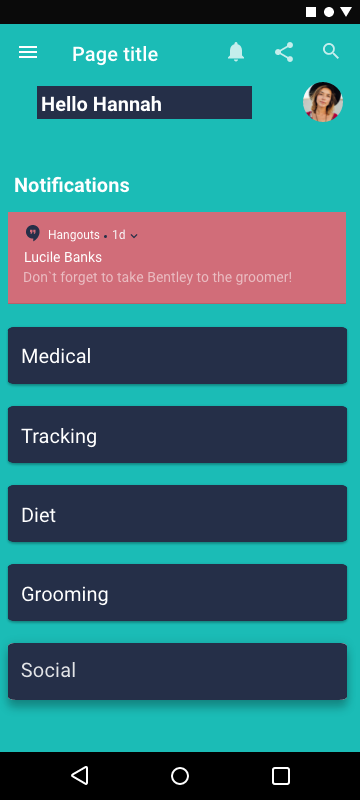 Page title
Hello Hannah
Notifications
Hangouts • 1d
Lucile Banks
Don`t forget to take Bentley to the groomer!
Medical
Tracking
Diet
Grooming
Social